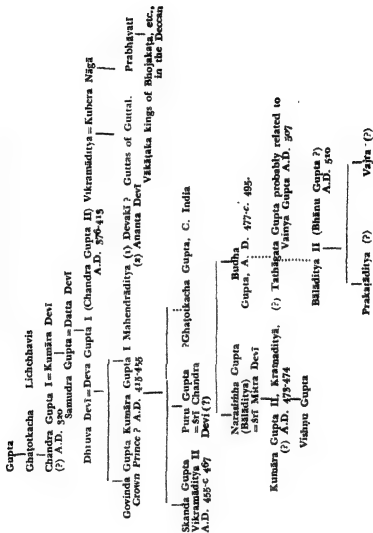 Gupta
Ghaṭotkacha Lichchhavis
Chandra Gupta I=Kumāra Devī
(?) A.D. 320
Samudra Gupta=Datta Devī
Dhruva Devī=Deva Gupta I (Chandra Gupta II) Vikramāditya=Kubera Nāgā
A.D. 376-413
Govinda Gupta Kumāra Gupta I Mahendrāditya (1) Devakī ? Guttas of Guttal. Prabhāvatī
Crown Prince ? A.D. 415-455 (2) Ananta Devī Vākāṭaka kings of Bhojakaṭa, etc.,
in the Deccan
Skanda Gupta Puru Gupta ?Ghaṭotkacha Gupta, C. India
Vikramāditya II =Śrī Chandra
A.D. 455-c 467 Devi (?)
Narasiṁha Gupta Budha
(Bālāditya) Gupta, A. D. 477-c. 495.
=Śrī Mitra Devī
Kumāra Gupta II, Kramāditya, (?) Tathāgata Gupta probably related to
(?) A.D. 473-474 Vainya Gupta A.D. 507
Vishṇu Gupta Bālāditya II (Bhānu Gupta ?)
A.D. 510
Prakaṭāditya (?) Vajra (?)